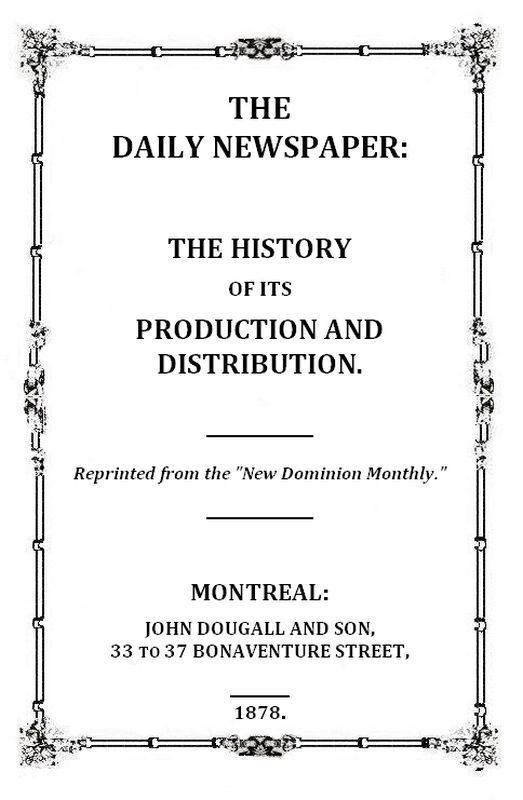 THE
DAILY NEWSPAPER:
THE HISTORY
OF ITS
PRODUCTION AND
DISTRIBUTION.
Reprinted from the "New Dominion Monthly."
MONTREAL:
JOHN DOUGALL AND SON,
33 TO 37 BONAVENTURE STREET,
1878.